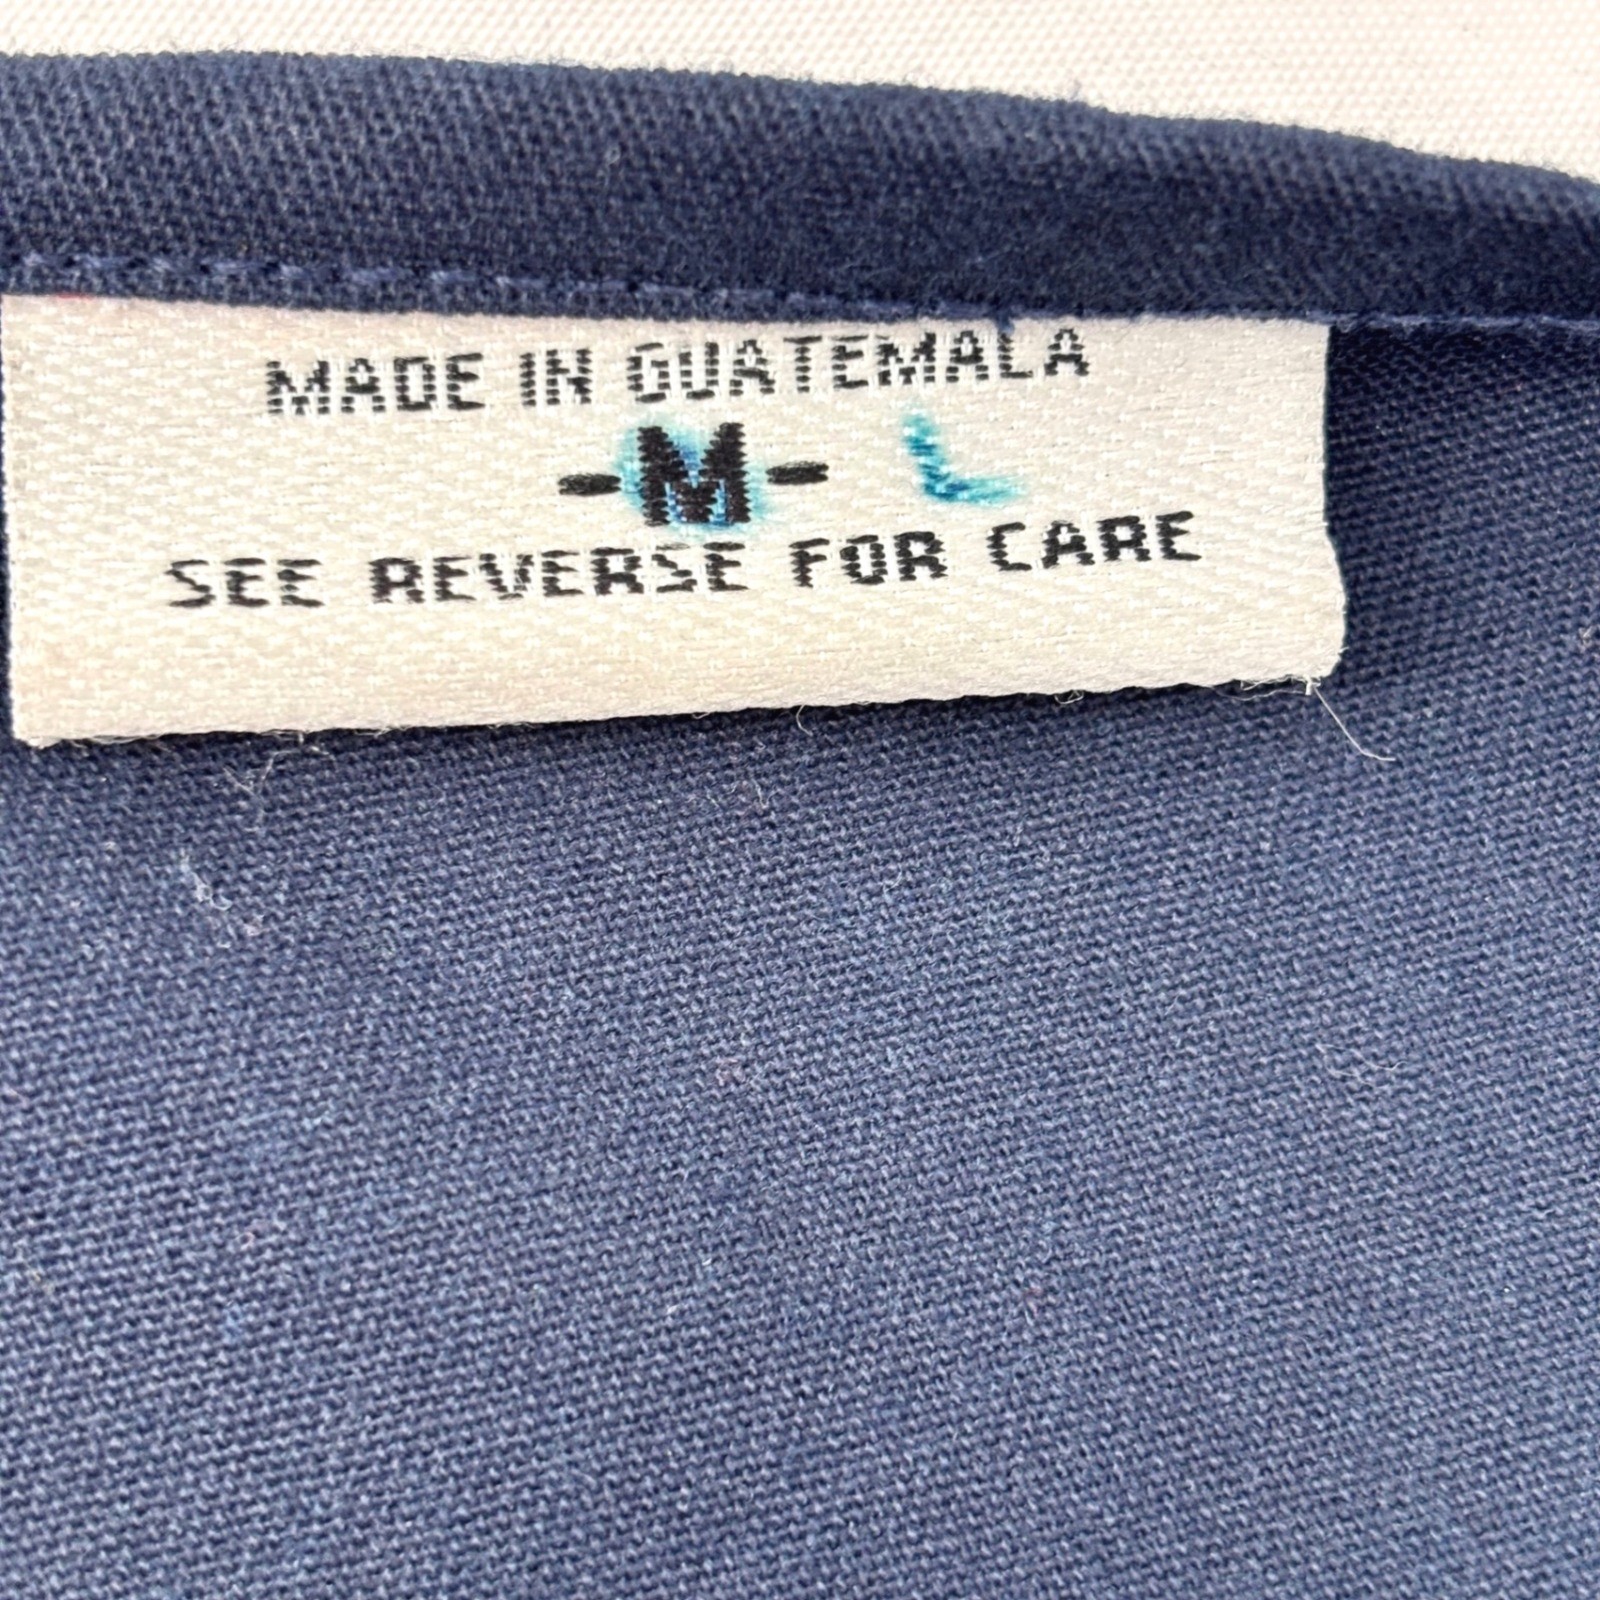 MADE IN GUATEMALA
-M- L
SEE REVERSE FOR CARE